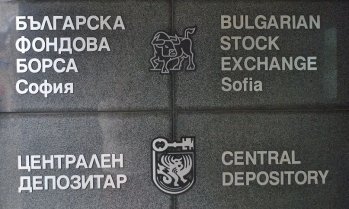 БЪЛГАРСКА
ФОНДОВА
БОРСА
София
BULGARIAN
STOCK
EXCHANGE
Sofia
ЦЕНТРАЛЕН
ДЕПОЗИТАР
CENTRAL
DEPOSITORY